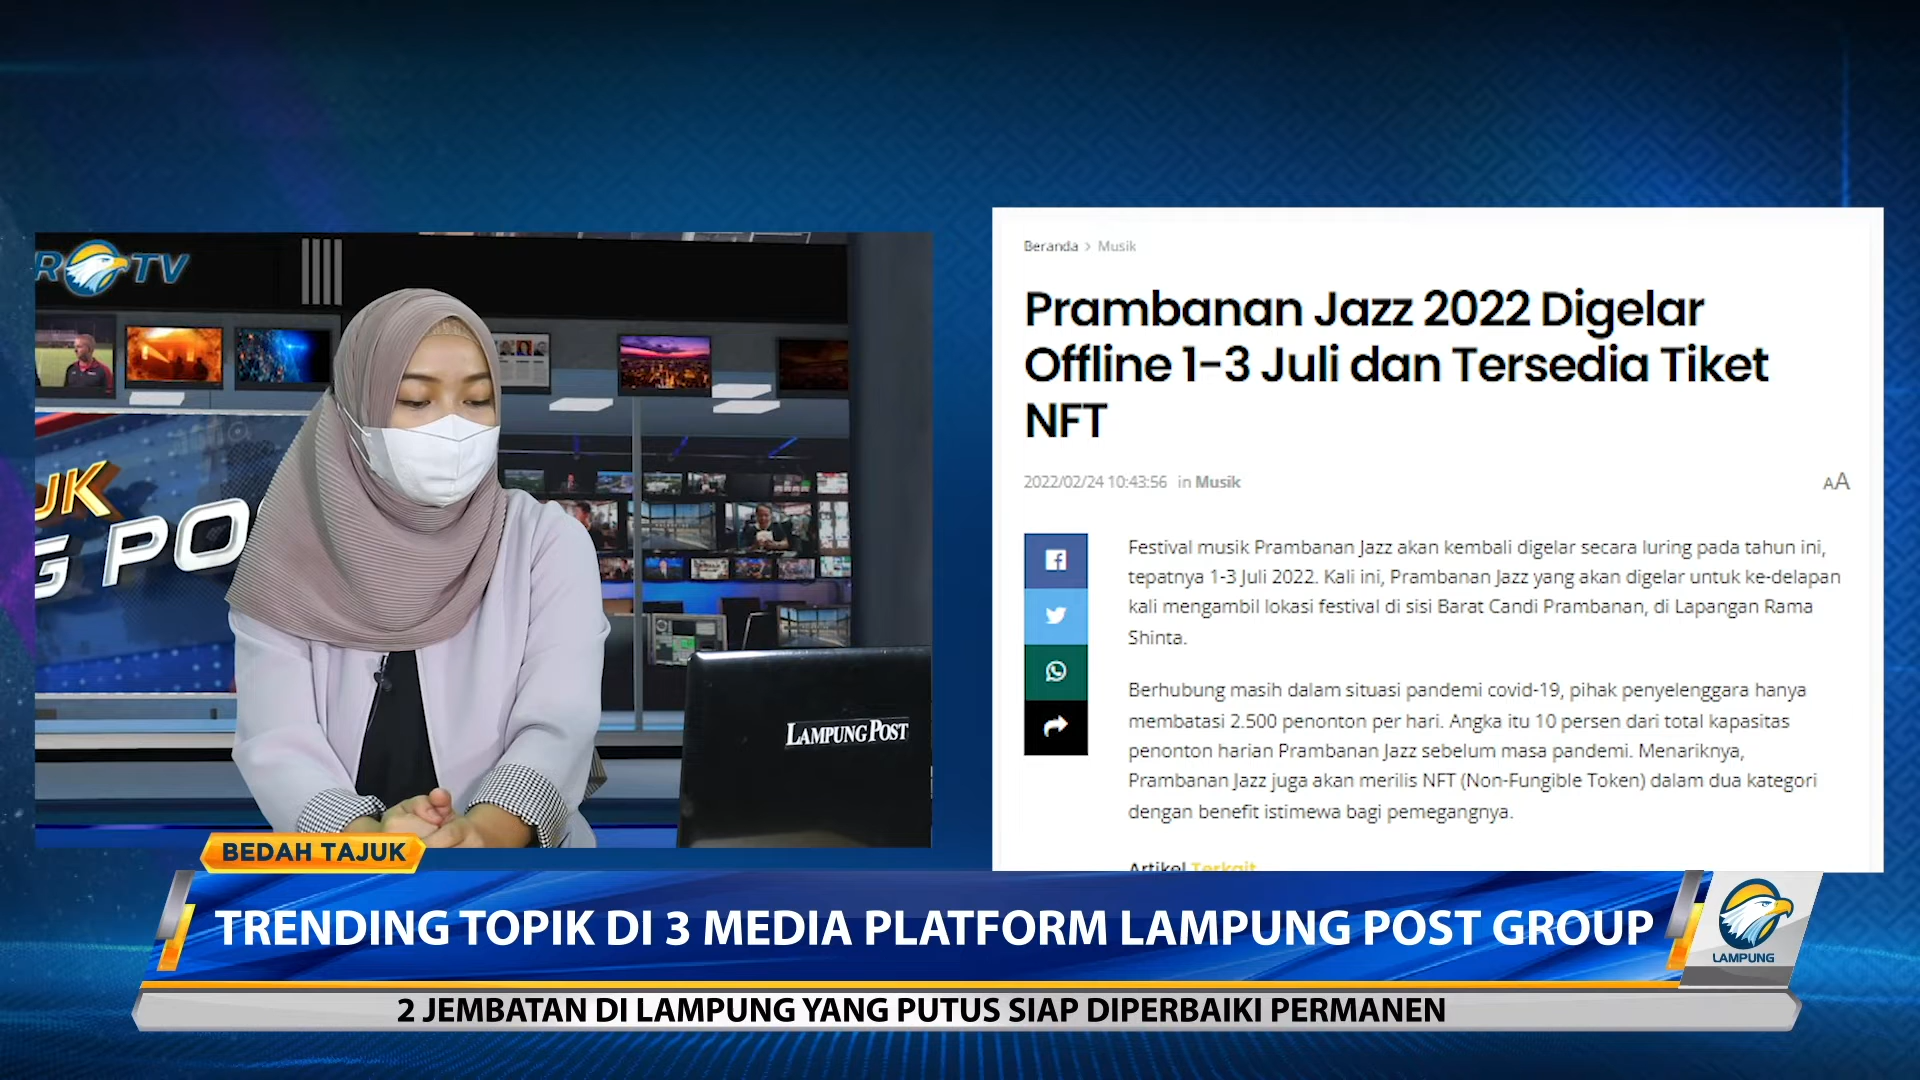 R TV
UK
G PO
LAMPUNG POST
Beranda > Musik
Prambanan Jazz 2022 Digelar
Offline 1-3 Juli dan Tersedia Tiket
NFT
2022/02/24 10:43:56 in Musik
AA
Festival musik Prambanan Jazz akan kembali digelar secara luring pada tahun ini,
tepatnya 1-3 Juli 2022. Kali ini, Prambanan Jazz yang akan digelar untuk ke-delapan
kali mengambil lokasi festival di sisi Barat Candi Prambanan, di Lapangan Rama
Shinta.
Berhubung masih dalam situasi pandemi covid-19, pihak penyelenggara hanya
membatasi 2.500 penonton per hari. Angka itu 10 persen dari total kapasitas
penonton harian Prambanan Jazz sebelum masa pandemi. Menariknya,
Prambanan Jazz juga akan merilis NFT (Non-Fungible Token) dalam dua kategori
dengan benefit istimewa bagi pemegangnya.
Artikel Terkait
BEDAH TAJUK
TRENDING TOPIK DI 3 MEDIA PLATFORM LAMPUNG POST GROUP
LAMPUNG
2 JEMBATAN DI LAMPUNG YANG PUTUS SIAP DIPERBAIKI PERMANEN